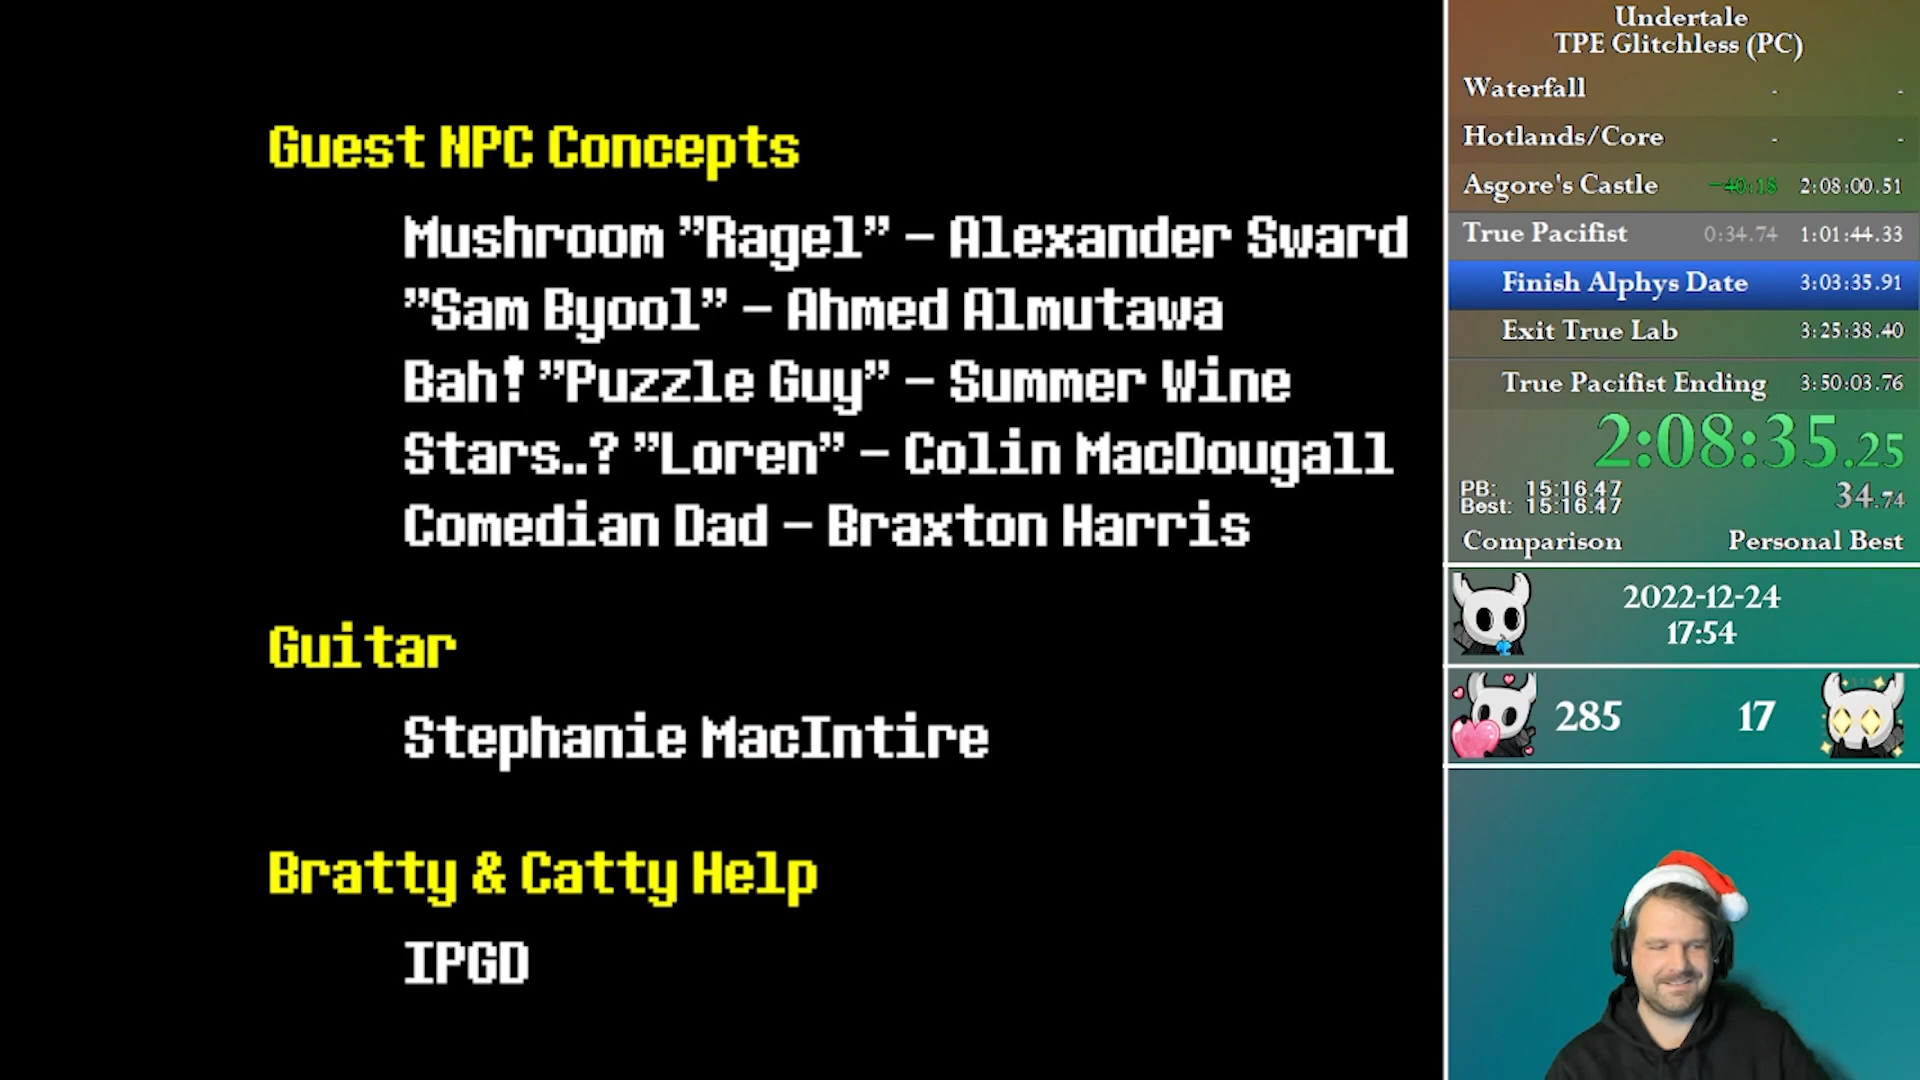 Guest NPC Concepts
Mushroom "Ragel" - Alexander Sward
"Sam Byool" - Ahmed Almutawa
Bah! "Puzzle Guy" - Summer Wine
Stars..? "Loren" - Colin MacDougall
Comedian Dad - Braxton Harris
Guitar
Stephanie MacIntire
Bratty & Catty Help
IPGD
Undertale
TPE Glitchless (PC)
Waterfall - -
Hotlands/Core - -
Asgore's Castle −40:18 2:08:00.51
True Pacifist 0:34.74 1:01:44.33
Finish Alphys Date 3:03:35.91
Exit True Lab 3:25:38.40
True Pacifist Ending 3:50:03.76
2:08:35.25
PB: 15:16.47 34.74
Best: 15:16.47
Comparison Personal Best
2022-12-24
17:54
285 17